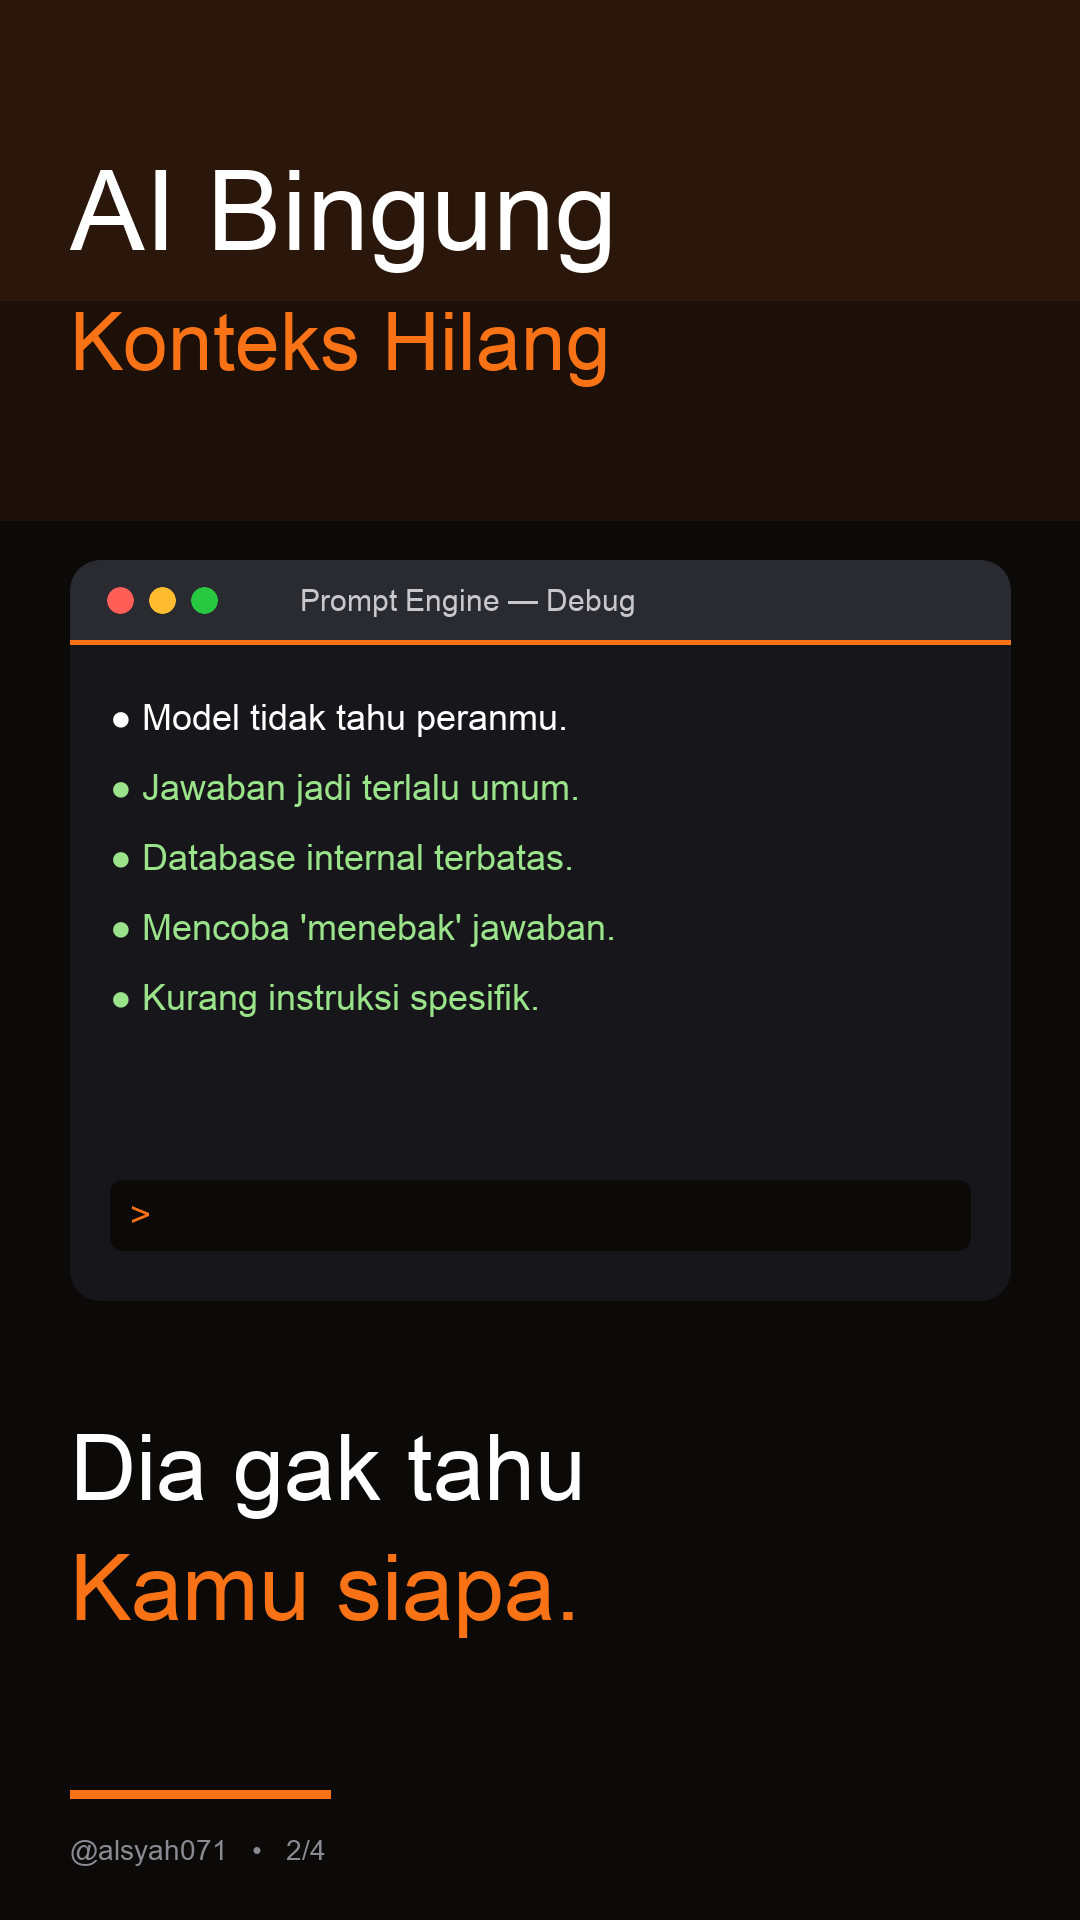 AI Bingung
Konteks Hilang
Prompt Engine — Debug
● Model tidak tahu peranmu.
● Jawaban jadi terlalu umum.
● Database internal terbatas.
● Mencoba 'menebak' jawaban.
● Kurang instruksi spesifik.
>
Dia gak tahu
Kamu siapa.
@alsyah071 • 2/4